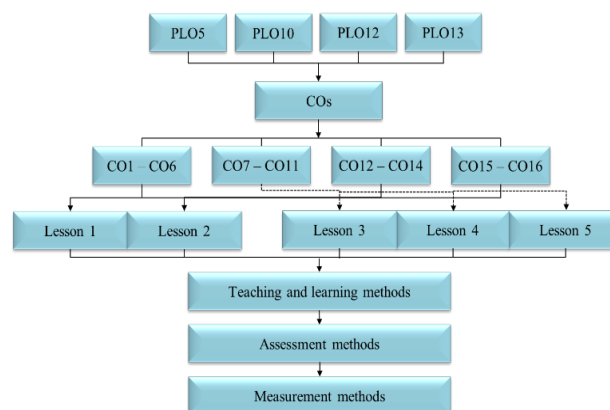 PLO5
PLO10
PLO12
PLO13
COs
CO1 – CO6
CO7 – CO11
CO12 – CO14
CO15 – CO16
Lesson 1
Lesson 2
Lesson 3
Lesson 4
Lesson 5
Teaching and learning methods
Assessment methods
Measurement methods